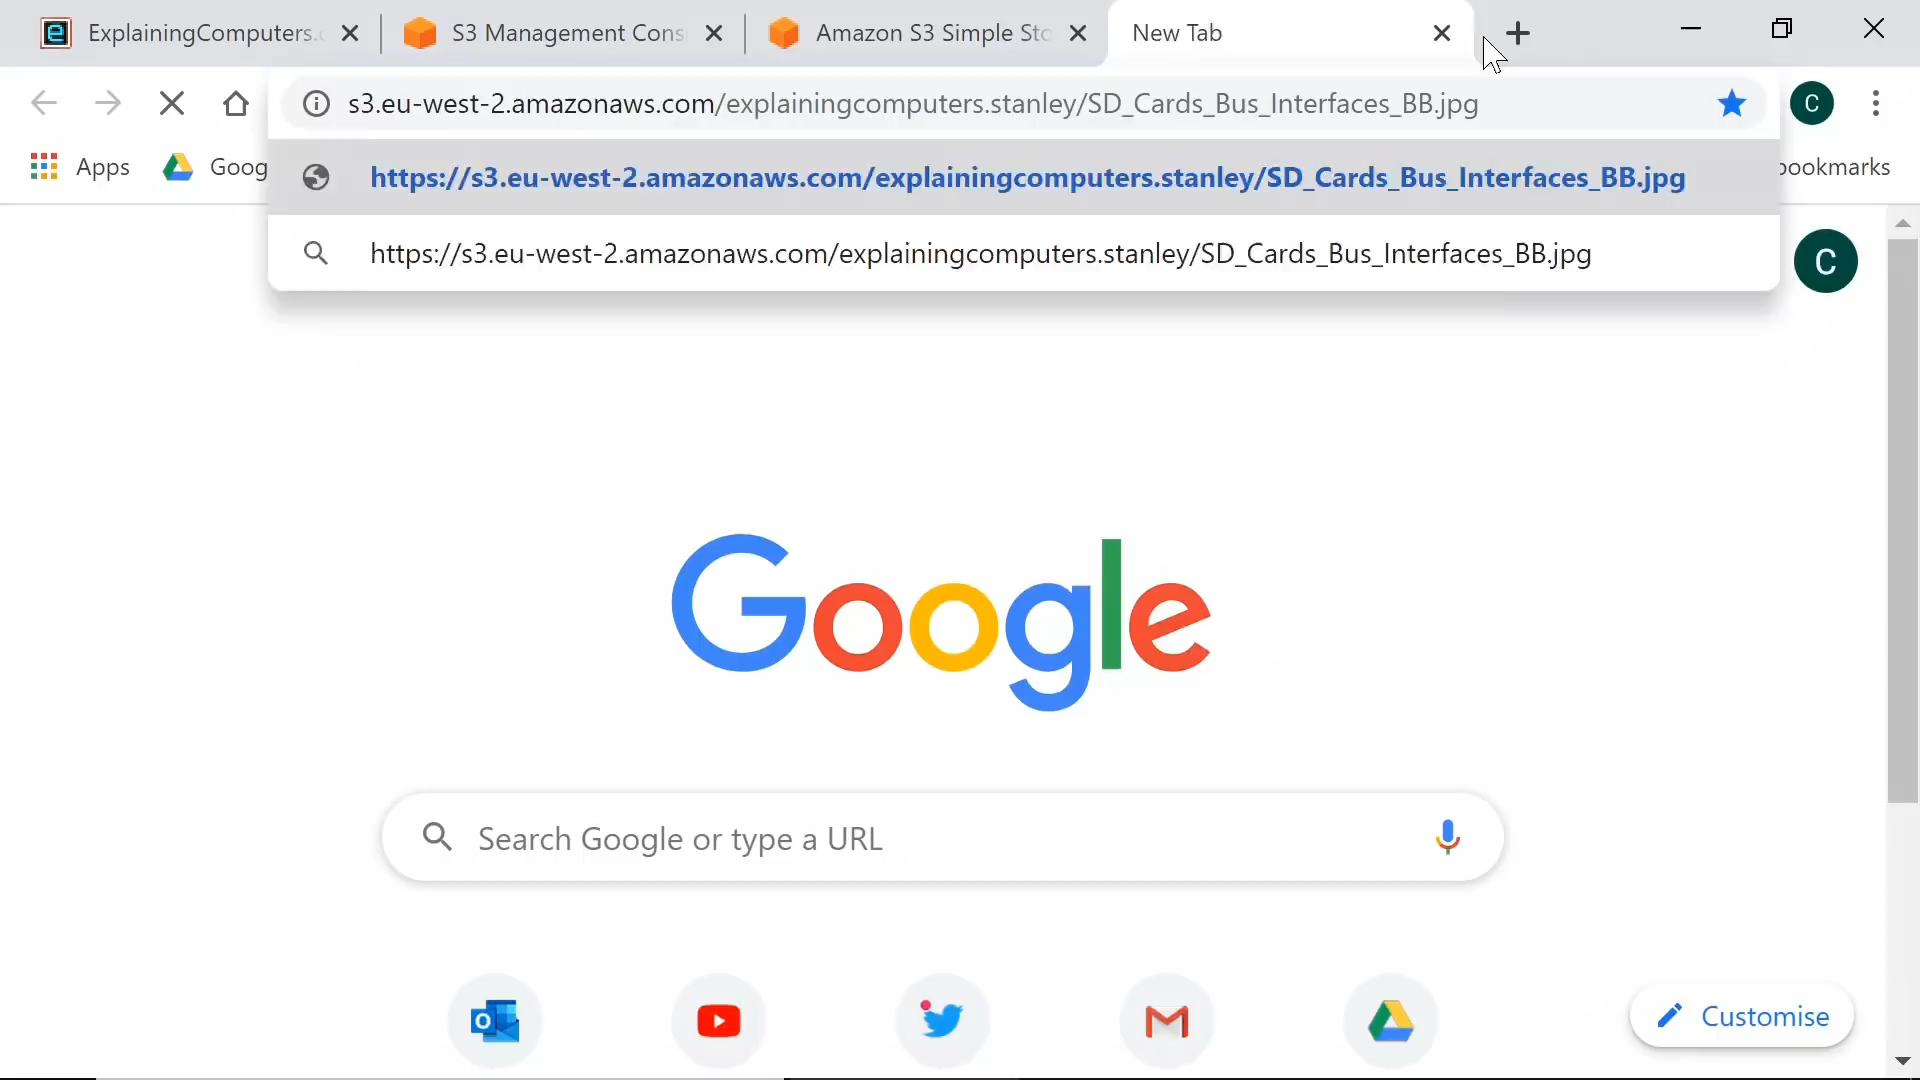 ExplainingComputers.
S3 Management Cons
Amazon S3 Simple Sto
New Tab
s3.eu-west-2.amazonaws.com/explainingcomputers.stanley/SD_Cards_Bus_Interfaces_BB.jpg
C
Apps
Goog
https://s3.eu-west-2.amazonaws.com/explainingcomputers.stanley/SD_Cards_Bus_Interfaces_BB.jpg
bookmarks
https://s3.eu-west-2.amazonaws.com/explainingcomputers.stanley/SD_Cards_Bus_Interfaces_BB.jpg
C
Google
Search Google or type a URL
Customise